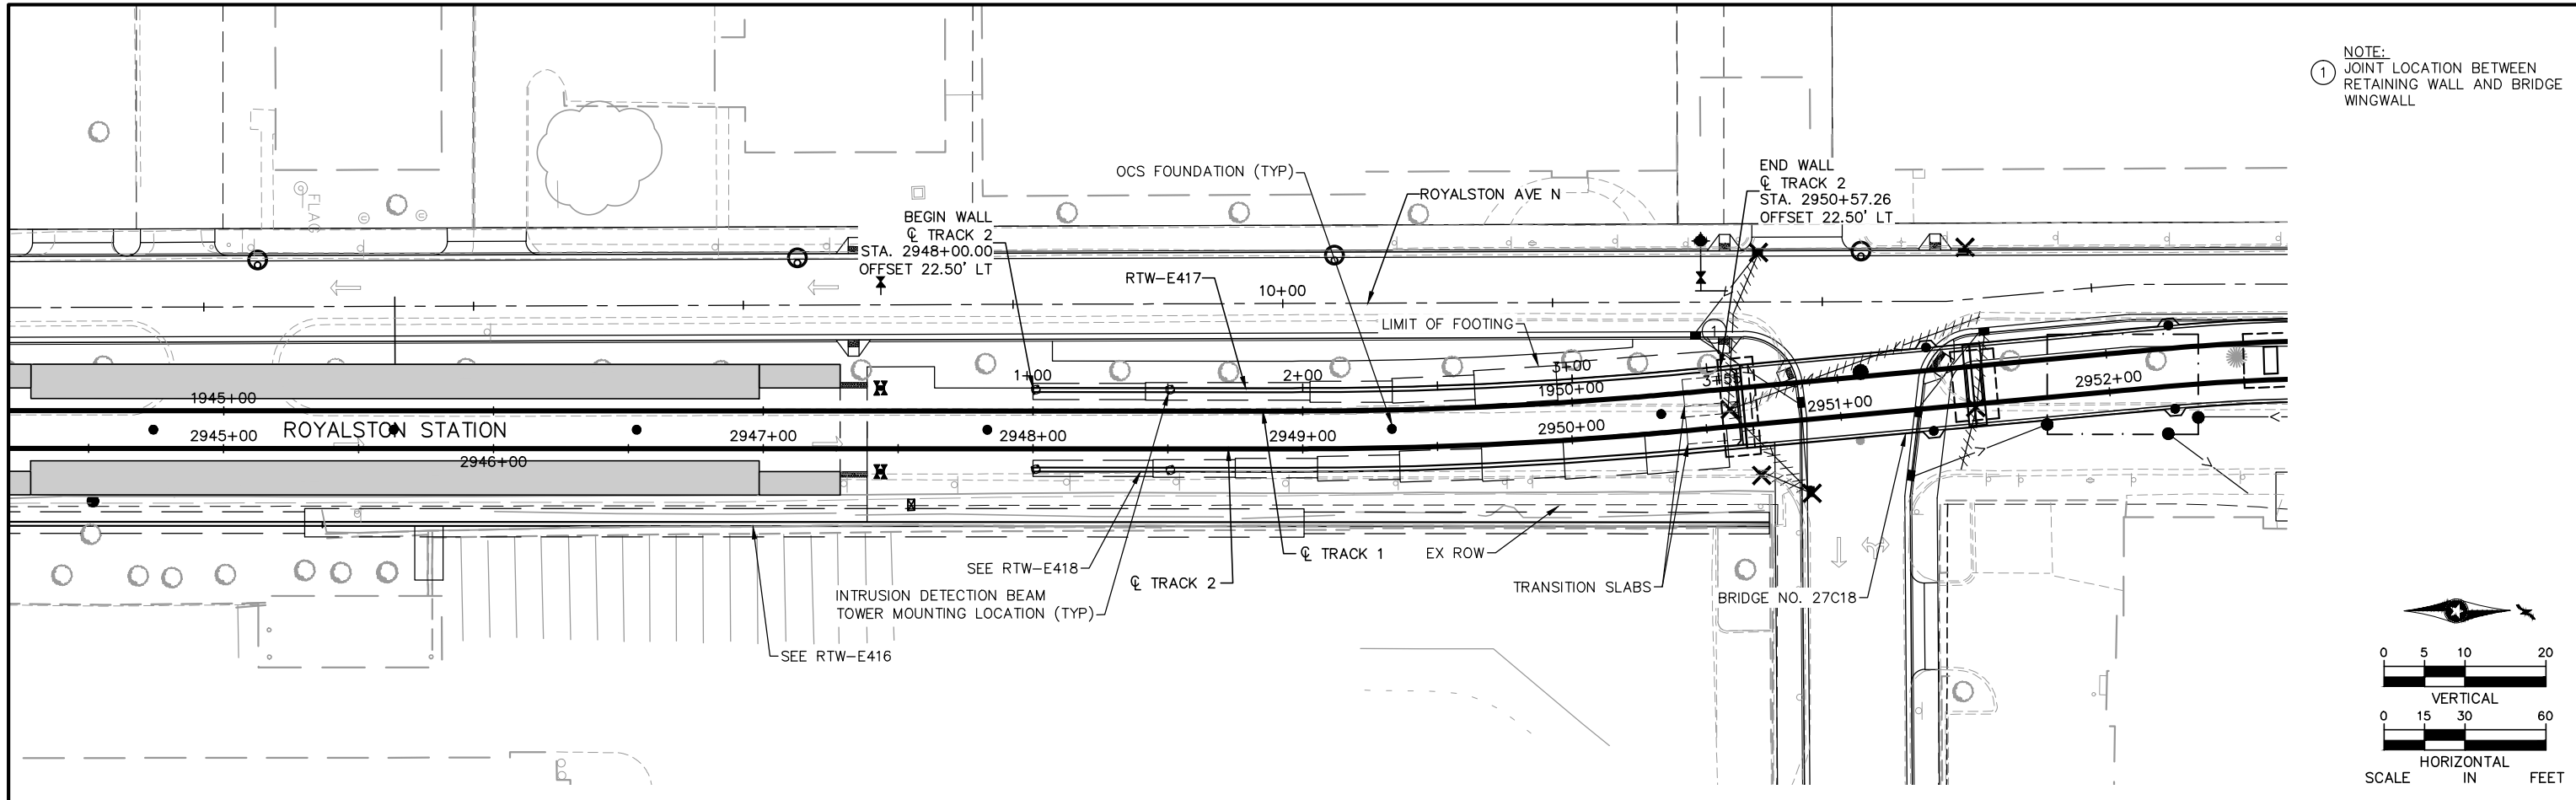 NOTE:
1 JOINT LOCATION BETWEEN
RETAINING WALL AND BRIDGE
WINGWALL
OCS FOUNDATION (TYP)
ROYALSTON AVE N
END WALL
℄ TRACK 2
STA. 2950+57.26
OFFSET 22.50' LT
FLAG
BEGIN WALL
℄ TRACK 2
STA. 2948+00.00
OFFSET 22.50' LT
RTW-E417
10+00
LIMIT OF FOOTING
1
1+00
2+00
3+00
1945+00
1950+00
2952+00
2951+00
2945+00
ROYALSTON STATION
2947+00
2948+00
2949+00
2950+00
2946+00
℄ TRACK 1
EX ROW
SEE RTW-E418
℄ TRACK 2
TRANSITION SLABS
INTRUSION DETECTION BEAM
TOWER MOUNTING LOCATION (TYP)
BRIDGE NO. 27C18
SEE RTW-E416
0 5 10 20
VERTICAL
0 15 30 60
HORIZONTAL
SCALE IN FEET